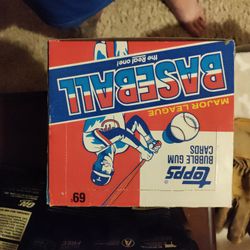 topps
BUBBLE GUM
CARDS
69¢
MAJOR LEAGUE
BASEBALL
the Real one!